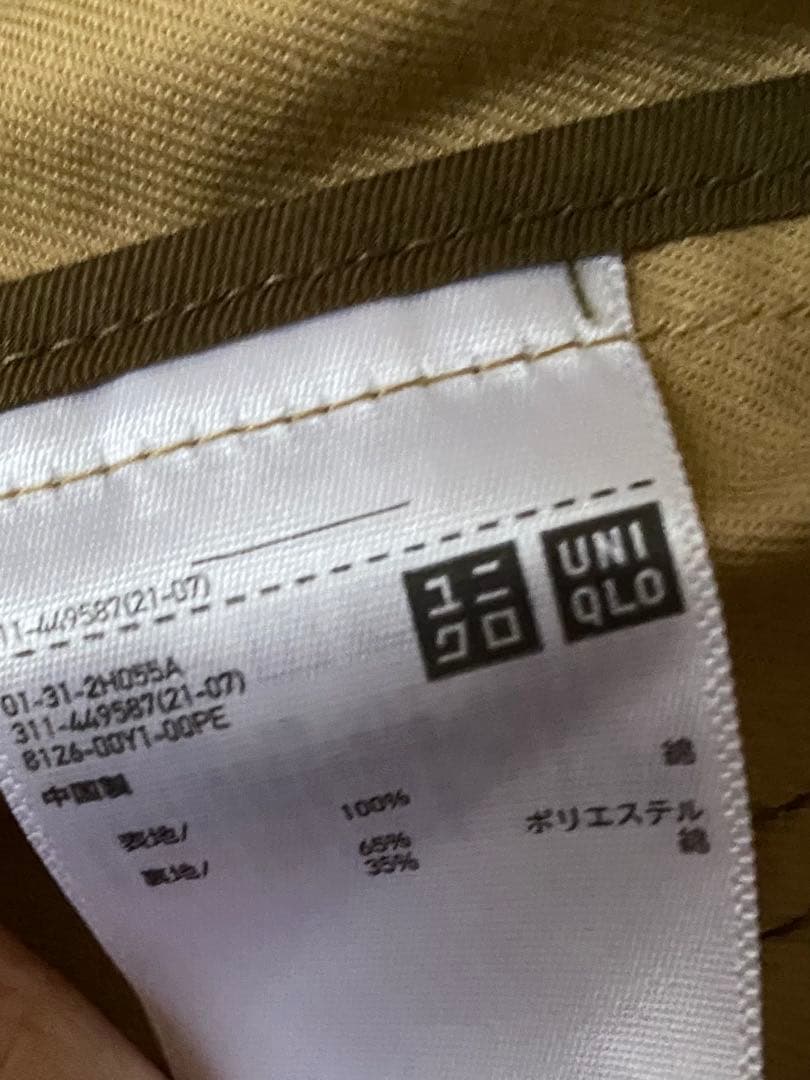 ユニ
クロ
UNI
QLO
11-449587(21-07)
01-31-2H055A
311-449587(21-07)
8126-00Y1-00PE
中国製
表地/ 100% 綿
裏地/ 65% ポリエステル
35% 綿